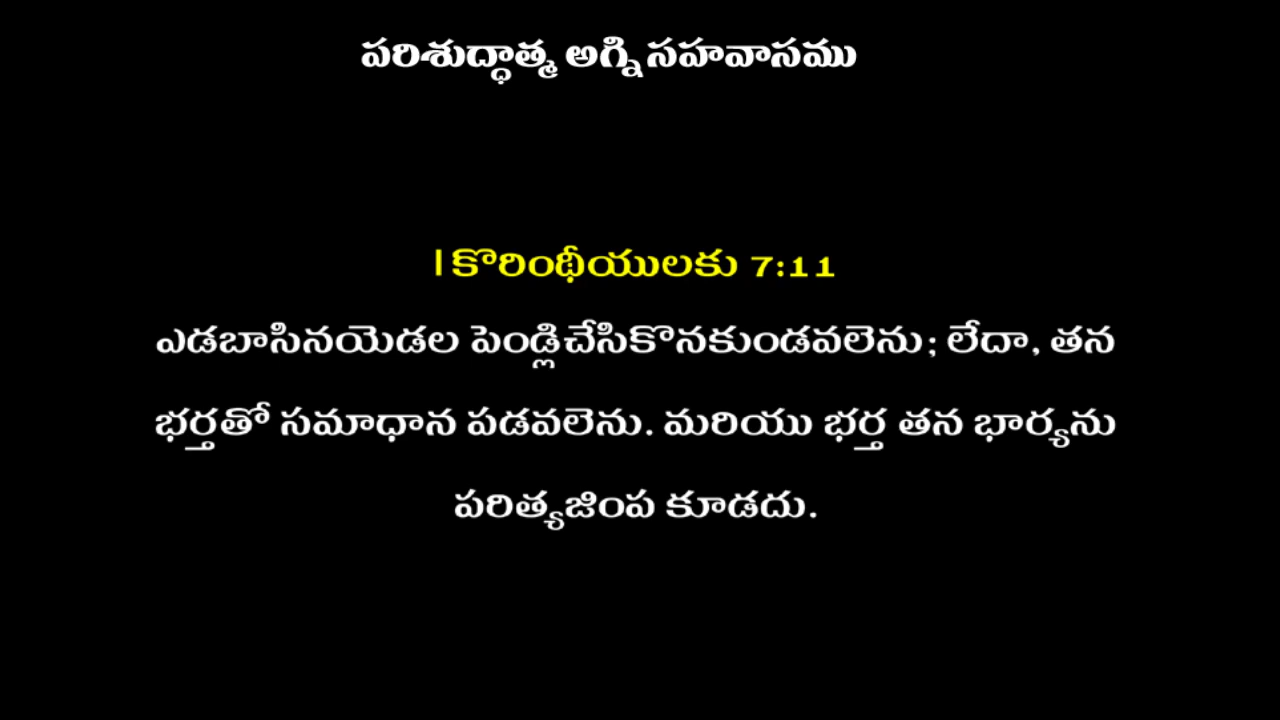 పరిశుద్ధాత్మ అగ్ని సహవాసము
I కొరింథీయులకు 7:11
ఎడబాసినయెడల పెండ్లిచేసికొనకుండవలెను; లేదా, తన
భర్తతో సమాధాన పడవలెను. మరియు భర్త తన భార్యను
పరిత్యజింప కూడదు.